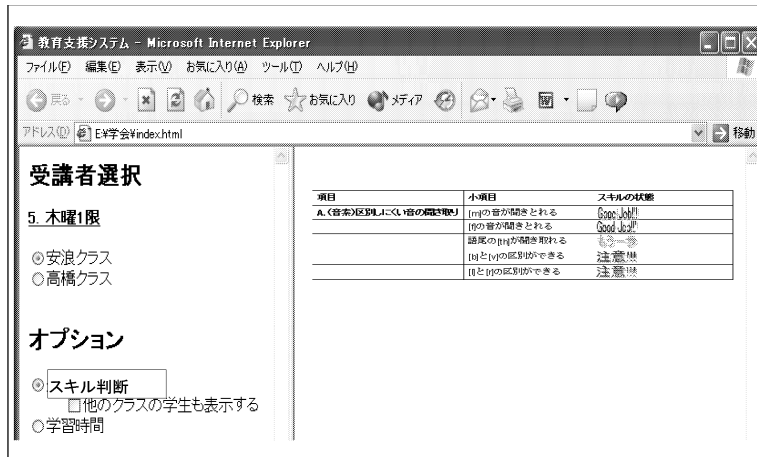 教育支援システム - Microsoft Internet Explorer
ファイル(F) 編集(E) 表示(V) お気に入り(A) ツール(T) ヘルプ(H)
戻る 検索 お気に入り メディア
アドレス(D) E:¥学会¥index.html 移動
受講者選択
5. 木曜1限
安浪クラス
高橋クラス
オプション
スキル判断
他のクラスの学生も表示する
学習時間
項目 小項目 スキルの状態
A.(音素)区別しにくい音の聞き取り [m]の音が聞きとれる Good Job!!
[f]の音が聞きとれる Good Job!!
語尾の[th]が聞き取れる もう一歩
[b]と[v]の区別ができる 注意!!!
[l]と[r]の区別ができる 注意!!!